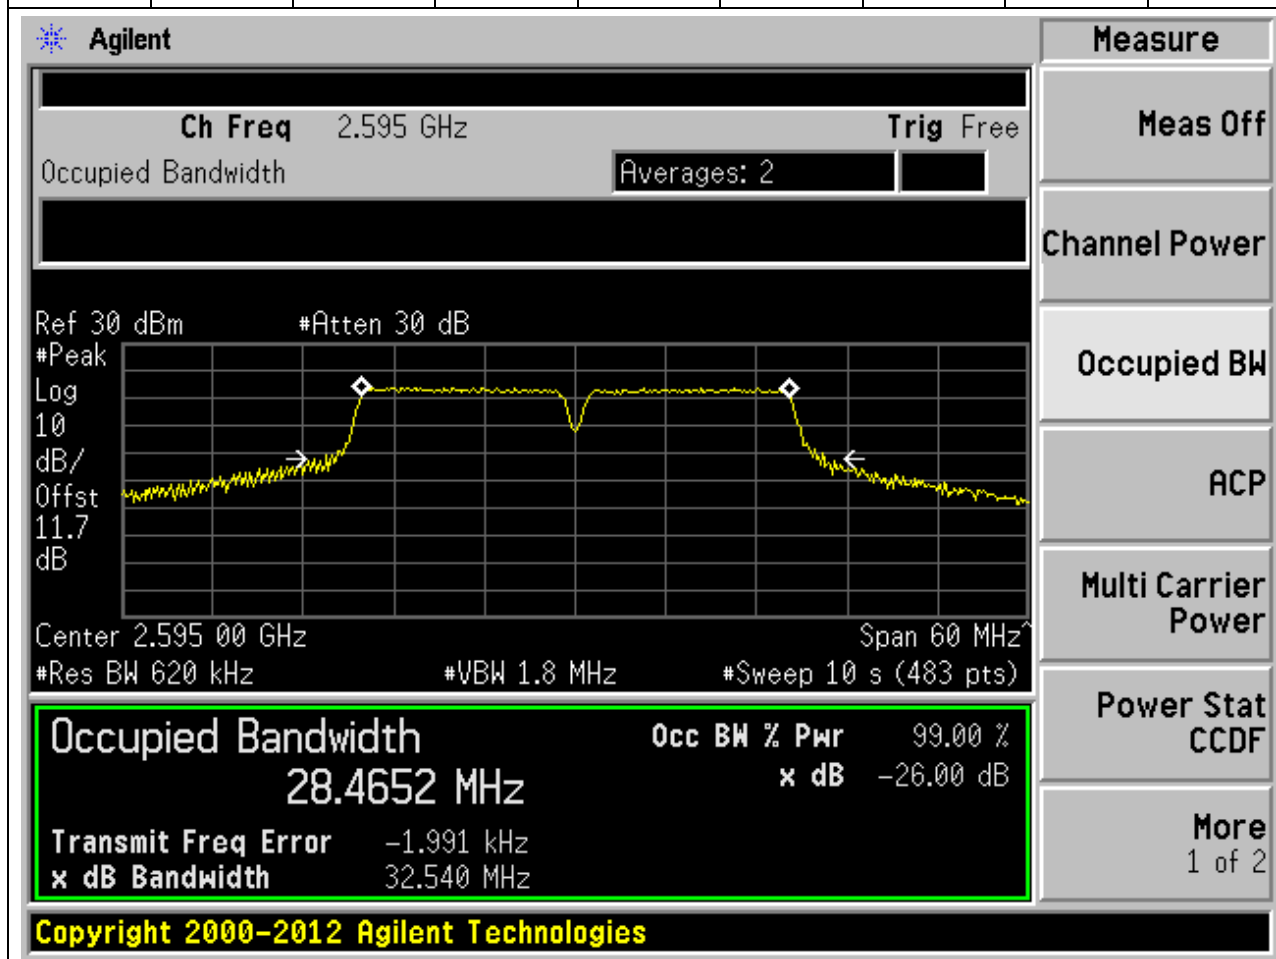 Agilent
Measure
Ch Freq 2.595 GHz Trig Free
Meas Off
Occupied Bandwidth Averages: 2
Channel Power
Ref 30 dBm #Atten 30 dB
#Peak
Log
10
dB/
Offst
11.7
dB
Occupied BW
ACP
Center 2.595 00 GHz Span 60 MHz^
#Res BW 620 kHz #VBW 1.8 MHz #Sweep 10 s (483 pts)
Multi Carrier
Power
Occupied Bandwidth Occ BW % Pwr 99.00 %
28.4652 MHz x dB -26.00 dB
Transmit Freq Error -1.991 kHz
x dB Bandwidth 32.540 MHz
Power Stat
CCDF
More
1 of 2
Copyright 2000-2012 Agilent Technologies